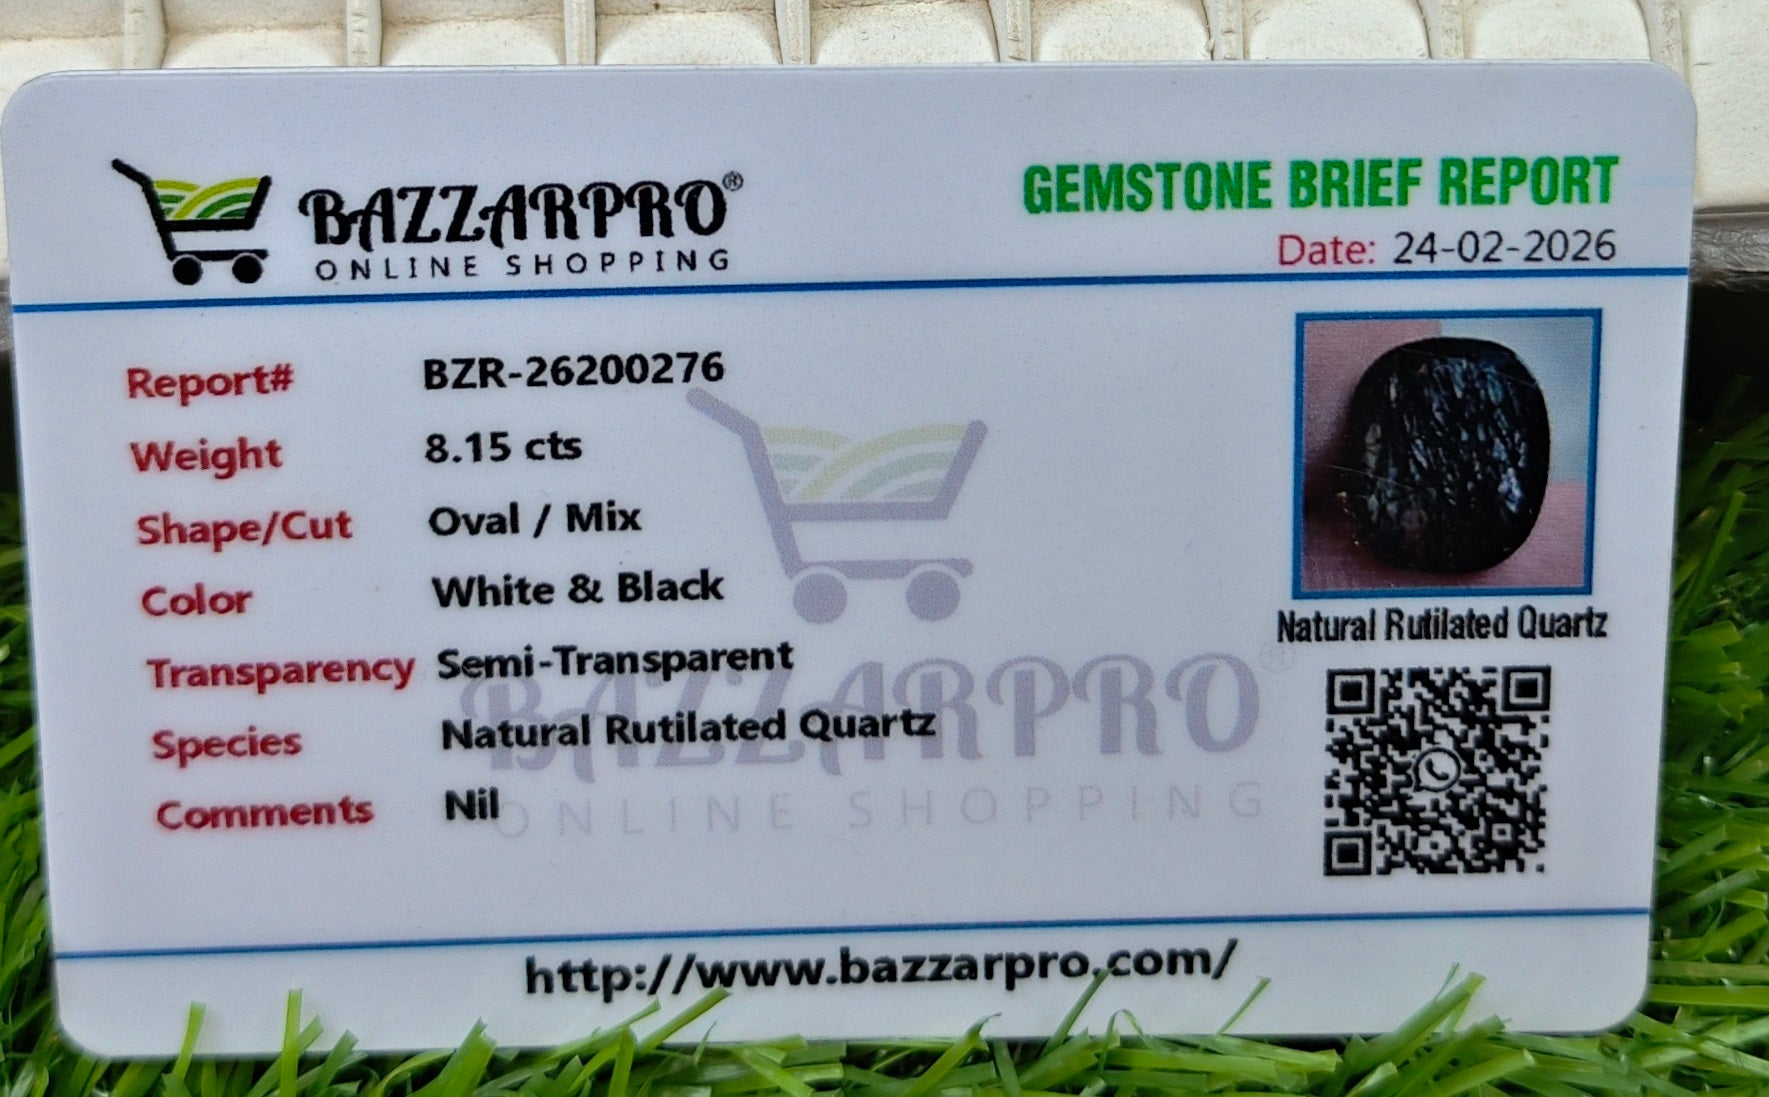 BAZZARPRO®
ONLINE SHOPPING
GEMSTONE BRIEF REPORT
Date: 24-02-2026
Report# BZR-26200276
Weight 8.15 cts
Shape/Cut Oval / Mix
Color White & Black
Transparency Semi-Transparent
Species Natural Rutilated Quartz
Comments Nil
Natural Rutilated Quartz
BAZZARPRO®
ONLINE SHOPPING
http://www.bazzarpro.com/